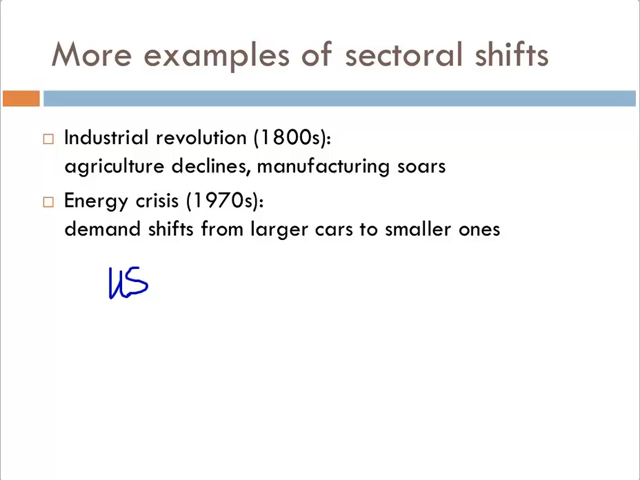 More examples of sectoral shifts
Industrial revolution (1800s):
agriculture declines, manufacturing soars
Energy crisis (1970s):
demand shifts from larger cars to smaller ones
US